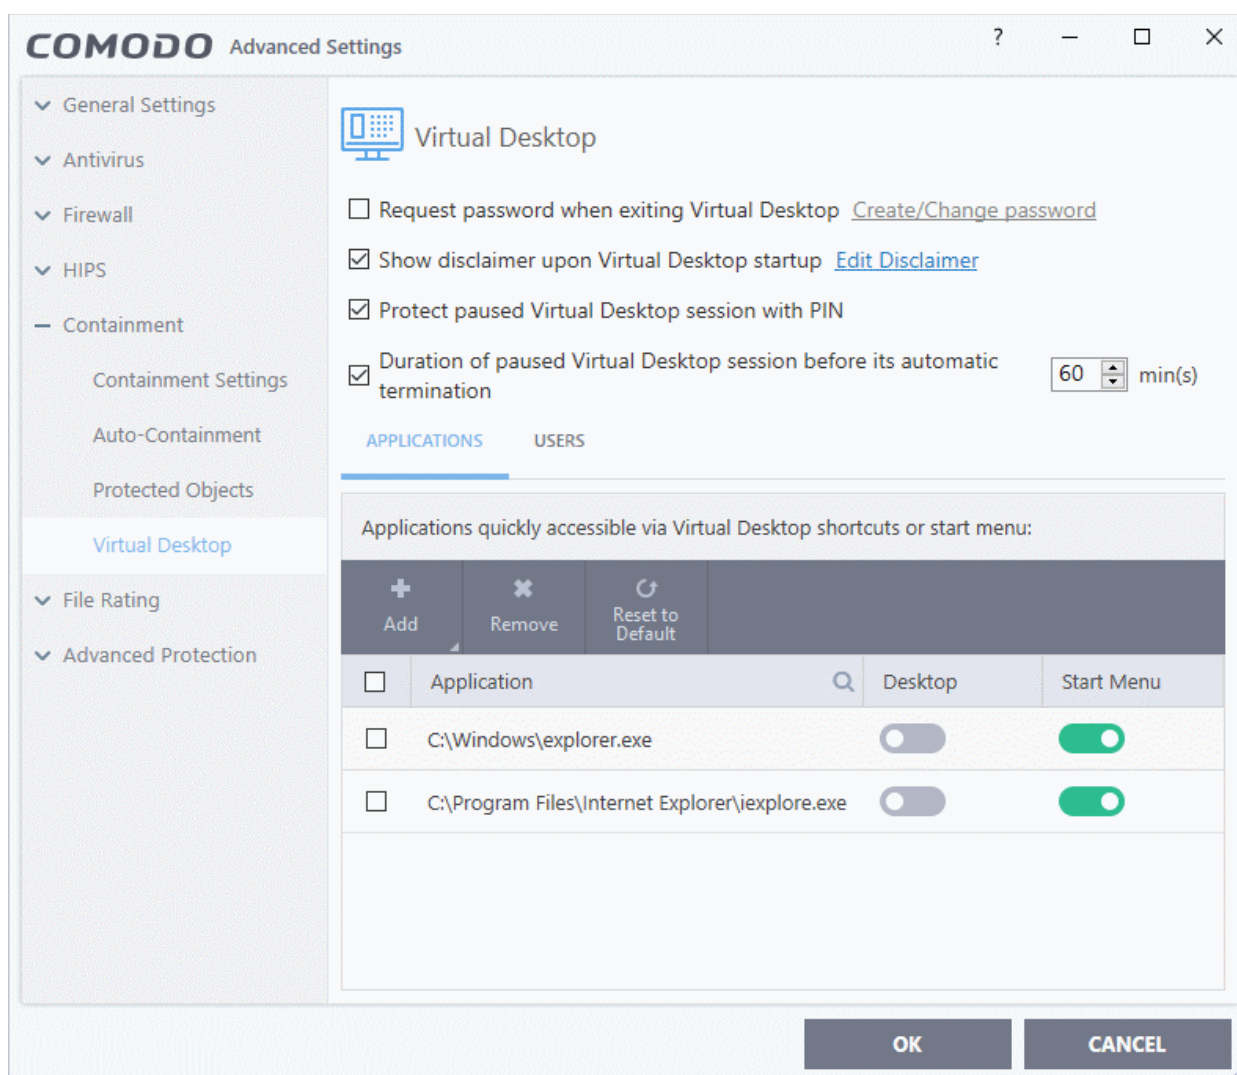 COMODO Advanced Settings ?
General Settings
Antivirus
Firewall
HIPS
Containment
Containment Settings
Auto-Containment
Protected Objects
Virtual Desktop
File Rating
Advanced Protection
Virtual Desktop
Request password when exiting Virtual Desktop Create/Change password
Show disclaimer upon Virtual Desktop startup Edit Disclaimer
Protect paused Virtual Desktop session with PIN
Duration of paused Virtual Desktop session before its automatic
termination
60 min(s)
APPLICATIONS USERS
Applications quickly accessible via Virtual Desktop shortcuts or start menu:
Add Remove Reset to
Default
Application Desktop Start Menu
C:\Windows\explorer.exe
C:\Program Files\Internet Explorer\iexplore.exe
OK CANCEL